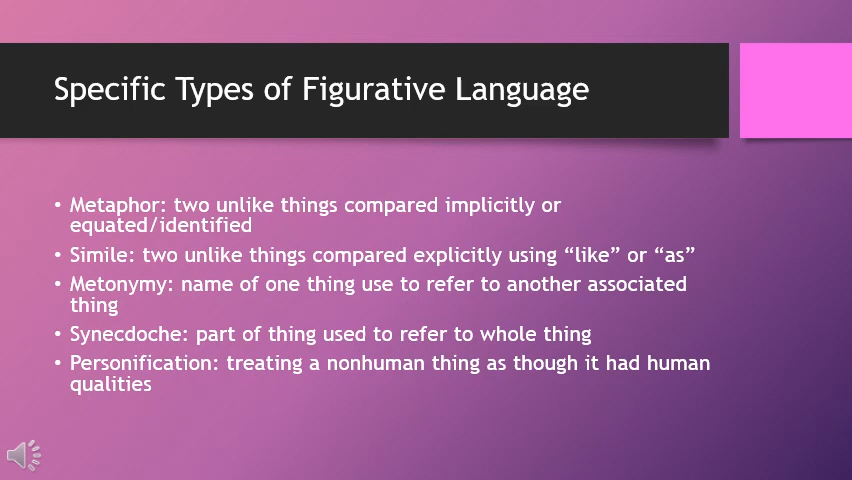 Specific Types of Figurative Language
• Metaphor: two unlike things compared implicitly or
equated/identified
• Simile: two unlike things compared explicitly using “like” or “as”
• Metonymy: name of one thing use to refer to another associated
thing
• Synecdoche: part of thing used to refer to whole thing
• Personification: treating a nonhuman thing as though it had human
qualities